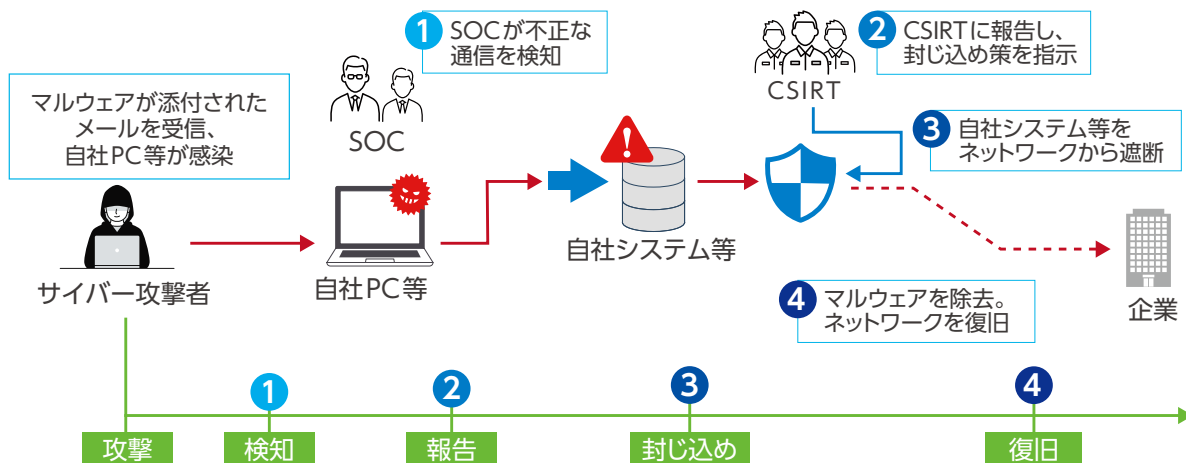 マルウェアが添付された
メールを受信、
自社PC等が感染
サイバー攻撃者
SOC
1 SOCが不正な
通信を検知
自社PC等
自社システム等
CSIRT
2 CSIRTに報告し、
封じ込め策を指示
3 自社システム等を
ネットワークから遮断
4 マルウェアを除去。
ネットワークを復旧
企業
1
2
3
4
攻撃
検知
報告
封じ込め
復旧